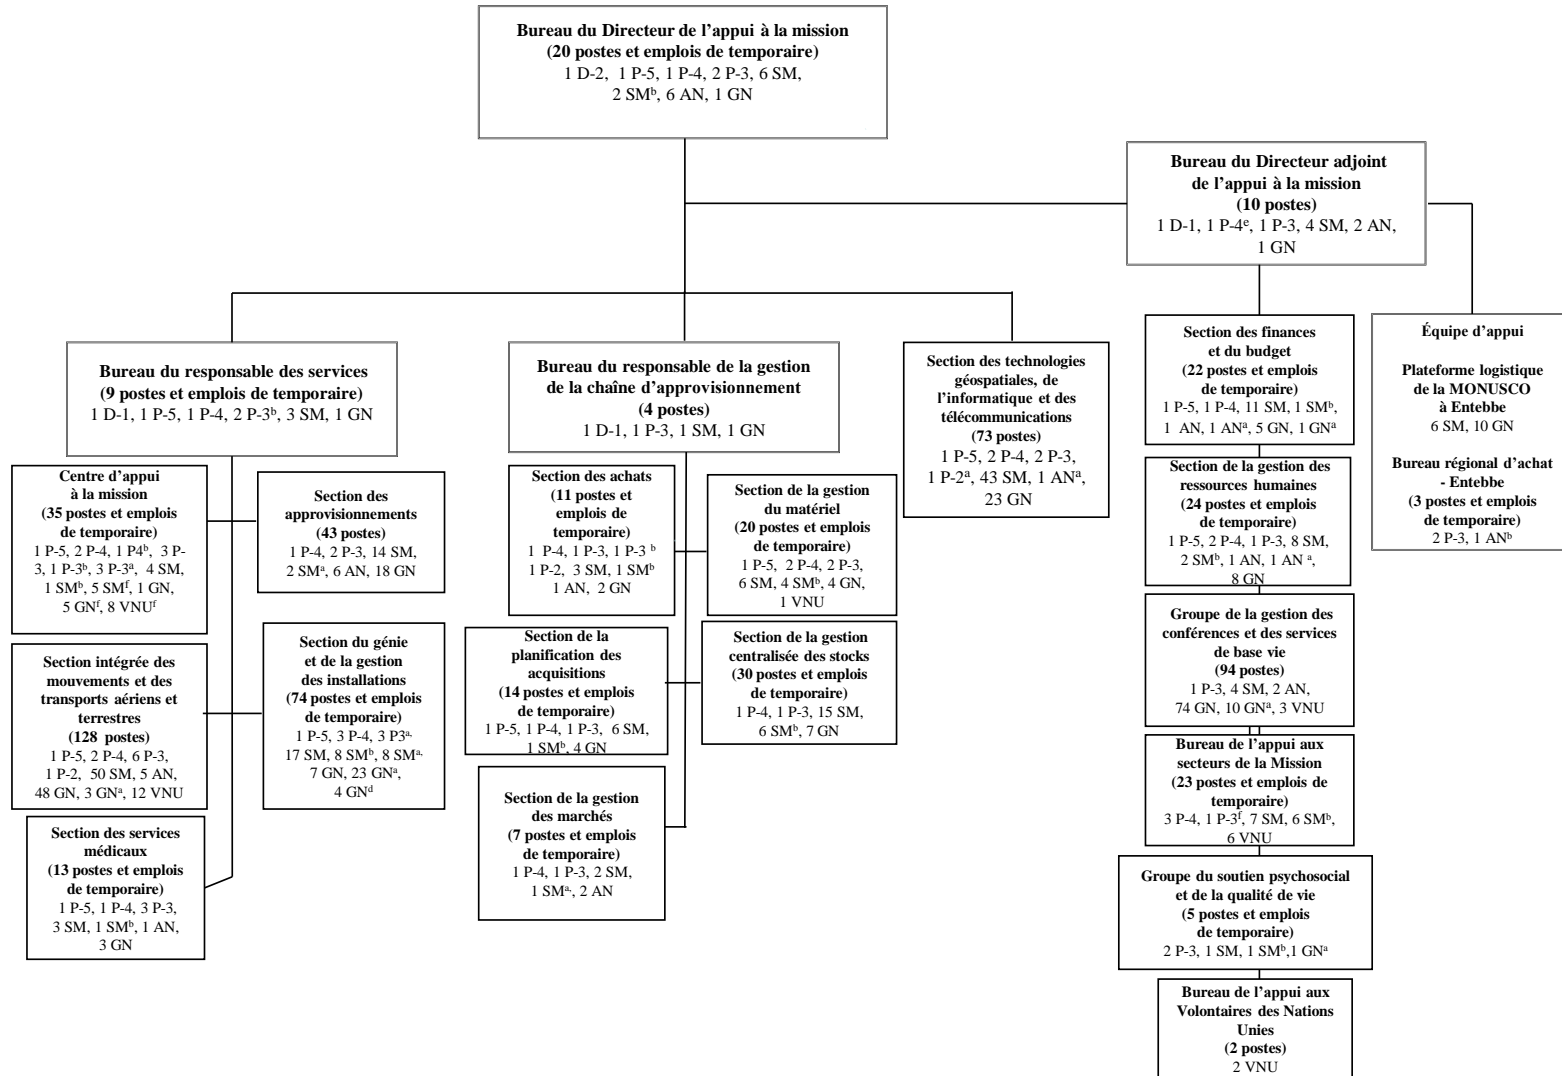 Bureau du Directeur de l'appui à la mission
(20 postes et emplois de temporaire)
1 D-2, 1 P-5, 1 P-4, 2 P-3, 6 SM,
2 SMᵇ, 6 AN, 1 GN
Bureau du Directeur adjoint
de l'appui à la mission
(10 postes)
1 D-1, 1 P-4ᵉ, 1 P-3, 4 SM, 2 AN,
1 GN
Bureau du responsable des services
(9 postes et emplois de temporaire)
1 D-1, 1 P-5, 1 P-4, 2 P-3ᵇ, 3 SM, 1 GN
Centre d'appui
à la mission
(35 postes et emplois
de temporaire)
1 P-5, 2 P-4, 1 P4ᵇ, 3 P-
3, 1 P-3ᵇ, 3 P-3ᵃ, 4 SM,
1 SMᵇ, 5 SMᶠ, 1 GN,
5 GNᶠ, 8 VNUᶠ
Section des
approvisionnements
(43 postes)
1 P-4, 2 P-3, 14 SM,
2 SMᵃ, 6 AN, 18 GN
Section intégrée des
mouvements et des
transports aériens et
terrestres
(128 postes)
1 P-5, 2 P-4, 6 P-3,
1 P-2, 50 SM, 5 AN,
48 GN, 3 GNᵃ, 12 VNU
Section du génie
et de la gestion
des installations
(74 postes et emplois
de temporaire)
1 P-5, 3 P-4, 3 P3ᵃ,
17 SM, 8 SMᵇ, 8 SMᵃ,
7 GN, 23 GNᵃ,
4 GNᵈ
Section des services
médicaux
(13 postes et emplois
de temporaire)
1 P-5, 1 P-4, 3 P-3,
3 SM, 1 SMᵇ, 1 AN,
3 GN
Bureau du responsable de la gestion
de la chaîne d'approvisionnement
(4 postes)
1 D-1, 1 P-3, 1 SM, 1 GN
Section des achats
(11 postes et
emplois de
temporaire)
1 P-4, 1 P-3, 1 P-3 ᵇ
1 P-2, 3 SM, 1 SMᵇ
1 AN, 2 GN
Section de la gestion
du matériel
(20 postes et emplois
de temporaire)
1 P-5, 2 P-4, 2 P-3,
6 SM, 4 SMᵇ, 4 GN,
1 VNU
Section de la
planification des
acquisitions
(14 postes et emplois
de temporaire)
1 P-5, 1 P-4, 1 P-3, 6 SM,
1 SMᵇ, 4 GN
Section de la gestion
centralisée des stocks
(30 postes et emplois
de temporaire)
1 P-4, 1 P-3, 15 SM,
6 SMᵇ, 7 GN
Section de la gestion
des marchés
(7 postes et emplois
de temporaire)
1 P-4, 1 P-3, 2 SM,
1 SMᵃ, 2 AN
Section des technologies
géospatiales, de
l'informatique et des
télécommunications
(73 postes)
1 P-5, 2 P-4, 2 P-3,
1 P-2ᵃ, 43 SM, 1 ANᵃ,
23 GN
Section des finances
et du budget
(22 postes et emplois
de temporaire)
1 P-5, 1 P-4, 11 SM, 1 SMᵇ,
1 AN, 1 ANᵃ, 5 GN, 1 GNᵃ
Section de la gestion des
ressources humaines
(24 postes et emplois
de temporaire)
1 P-5, 2 P-4, 1 P-3, 8 SM,
2 SMᵇ, 1 AN, 1 AN ᵃ,
8 GN
Groupe de la gestion des
conférences et des services
de base vie
(94 postes)
1 P-3, 4 SM, 2 AN,
74 GN, 10 GNᵃ, 3 VNU
Bureau de l'appui aux
secteurs de la Mission
(23 postes et emplois de
temporaire)
3 P-4, 1 P-3ᶠ, 7 SM, 6 SMᵇ,
6 VNU
Groupe du soutien psychosocial
et de la qualité de vie
(5 postes et emplois
de temporaire)
2 P-3, 1 SM, 1 SMᵇ,1 GNᵃ
Bureau de l'appui aux
Volontaires des Nations
Unies
(2 postes)
2 VNU
Équipe d'appui
Plateforme logistique
de la MONUSCO
à Entebbe
6 SM, 10 GN
Bureau régional d'achat
- Entebbe
(3 postes et emplois
de temporaire)
2 P-3, 1 ANᵇ